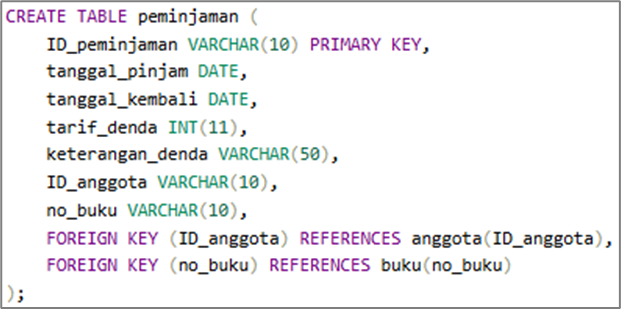 CREATE TABLE peminjaman (
    ID_peminjaman VARCHAR(10) PRIMARY KEY,
    tanggal_pinjam DATE,
    tanggal_kembali DATE,
    tarif_denda INT(11),
    keterangan_denda VARCHAR(50),
    ID_anggota VARCHAR(10),
    no_buku VARCHAR(10),
    FOREIGN KEY (ID_anggota) REFERENCES anggota(ID_anggota),
    FOREIGN KEY (no_buku) REFERENCES buku(no_buku)
);